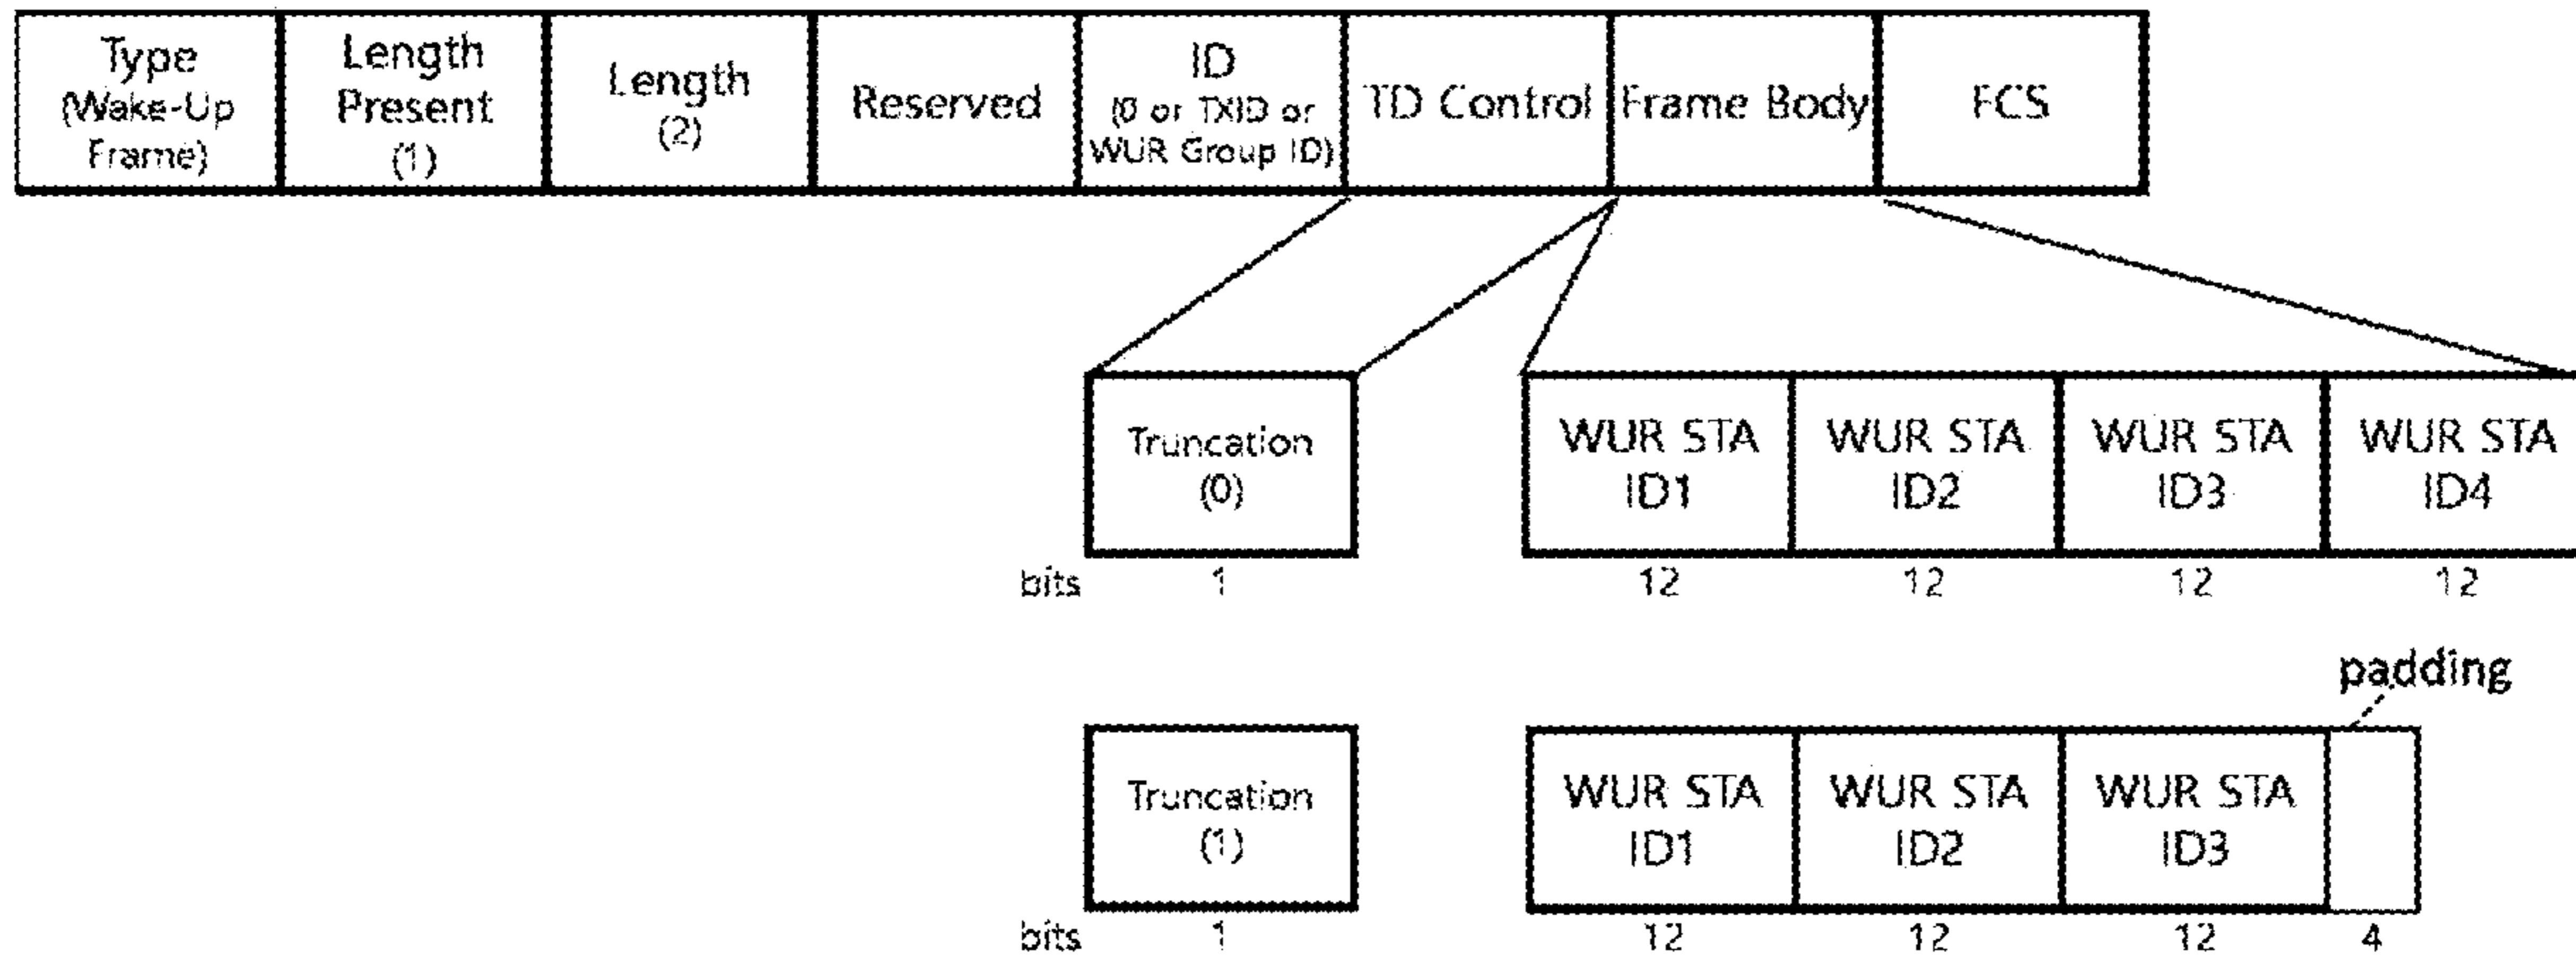 Type
(Wake-Up
Frame)
Length
Present
(1)
Length
(2)
Reserved
ID
(0 or TXID or
WUR Group ID)
TD Control
Frame Body
FCS
Truncation
(0)
WUR STA
ID1
WUR STA
ID2
WUR STA
ID3
WUR STA
ID4
bits 1 12 12 12 12
padding
Truncation
(1)
WUR STA
ID1
WUR STA
ID2
WUR STA
ID3
bits 1 12 12 12 4